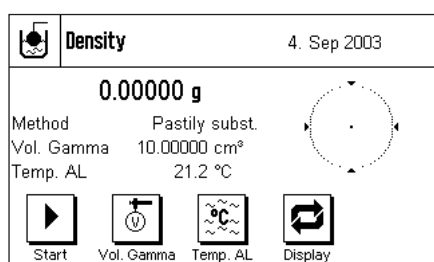 Density 4. Sep 2003
0.00000 g
Method Pastily subst.
Vol. Gamma 10.00000 cm³
Temp. AL 21.2 °C
V °C
Start Vol. Gamma Temp. AL Display